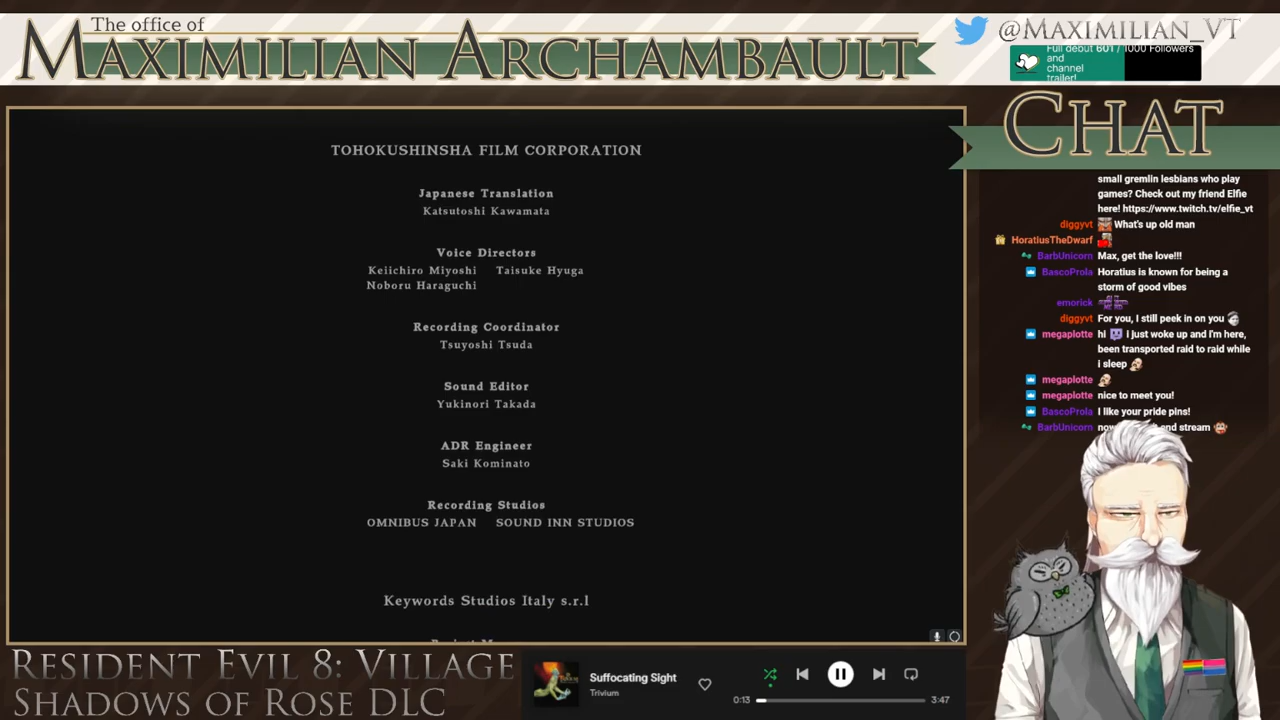 The office of
MAXIMILIAN ARCHAMBAULT
@MAXIMILIAN_VT
Full debut 601 / 1000 Followers
and
channel
trailer!
TOHOKUSHINSHA FILM CORPORATION
Japanese Translation
Katsutoshi Kawamata
Voice Directors
Keiichiro Miyoshi Taisuke Hyuga
Noboru Haraguchi
Recording Coordinator
Tsuyoshi Tsuda
Sound Editor
Yukinori Takada
ADR Engineer
Saki Kominato
Recording Studios
OMNIBUS JAPAN SOUND INN STUDIOS
Keywords Studios Italy s.r.l
CHAT
small gremlin lesbians who play
games? Check out my friend Elfie
here! https://www.twitch.tv/elfie_vt
diggyvt What's up old man
HoratiusTheDwarf
BarbUnicorn Max, get the love!!!
BascoProla Horatius is known for being a
storm of good vibes
emorick
diggyvt For you, I still peek in on you
megaplotte hi i just woke up and I'm here,
been transported raid to raid while
i sleep
megaplotte
megaplotte nice to meet you!
BascoProla I like your pride pins!
BarbUnicorn now end stream
RESIDENT EVIL 8: VILLAGE
SHADOWS OF ROSE DLC
Suffocating Sight
Trivium
0:13
3:47